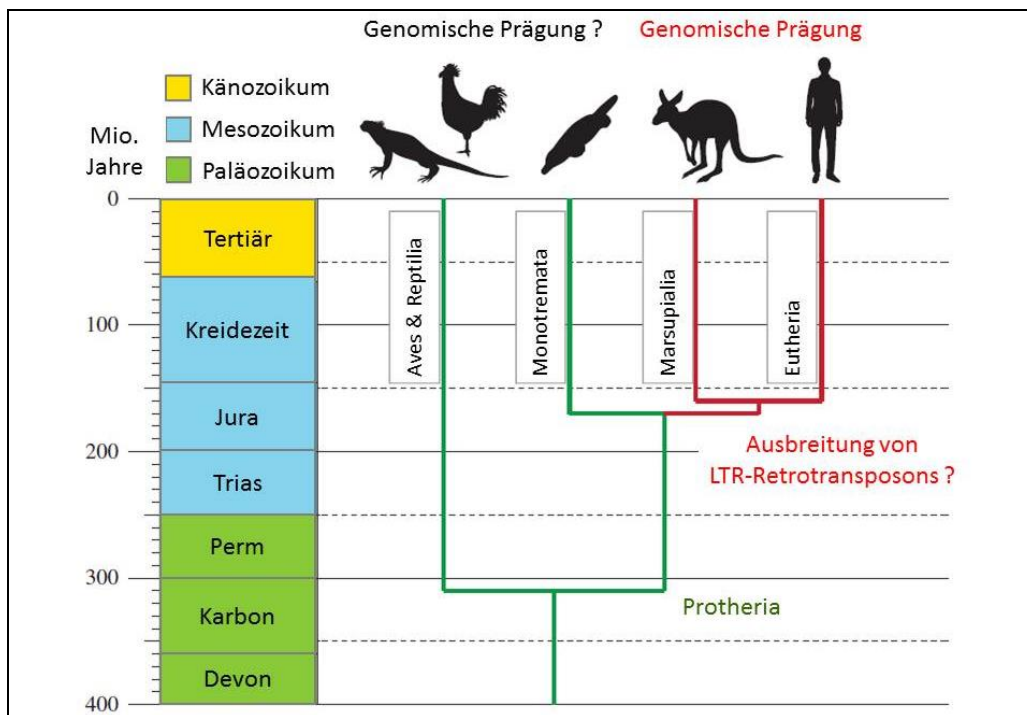 Genomische Prägung ?
Genomische Prägung
Känozoikum
Mesozoikum
Paläozoikum
Mio.
Jahre
0
100
200
300
400
Tertiär
Kreidezeit
Jura
Trias
Perm
Karbon
Devon
Aves & Reptilia
Monotremata
Marsupialia
Eutheria
Ausbreitung von
LTR-Retrotransposons ?
Protheria